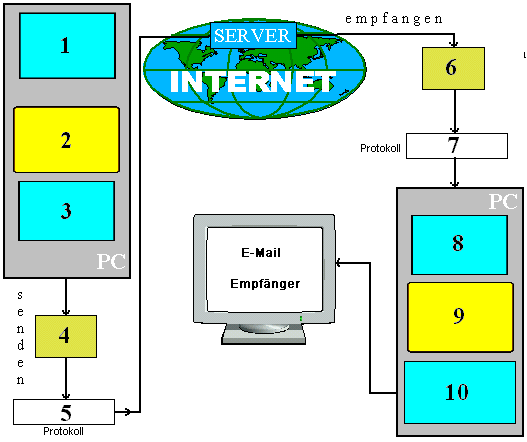 1
2
3
PC
senden
4
5
Protokoll
SERVER
INTERNET
empfangen
6
Protokoll
7
PC
8
9
10
E-Mail
Empfänger